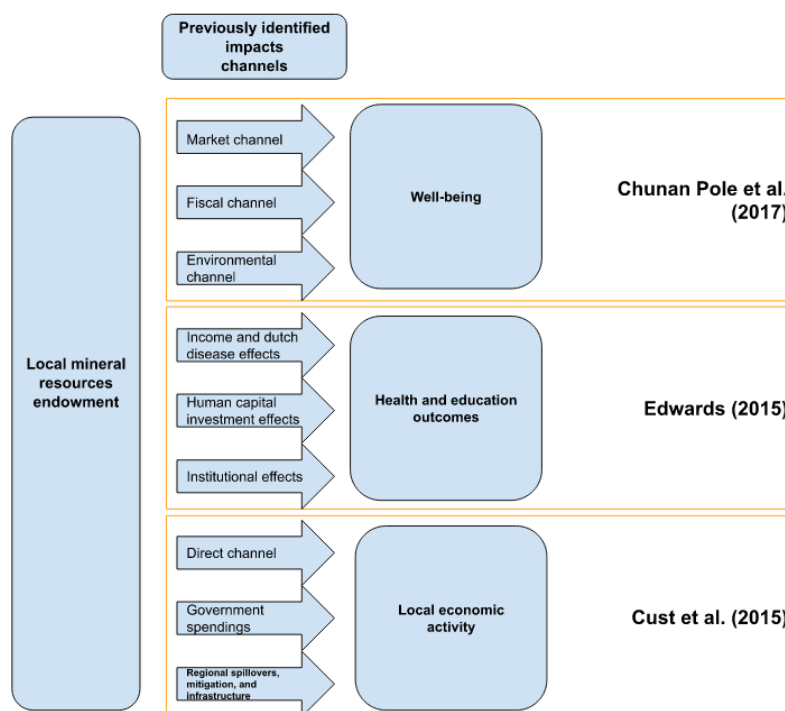 Previously identified
impacts
channels
Local mineral
resources
endowment
Market channel
Fiscal channel
Environmental
channel
Well-being
Chunan Pole et al.
(2017)
Income and dutch
disease effects
Human capital
investment effects
Institutional effects
Health and education
outcomes
Edwards (2015)
Direct channel
Government
spendings
Regional spillovers,
mitigation, and
infrastructure
Local economic
activity
Cust et al. (2015)